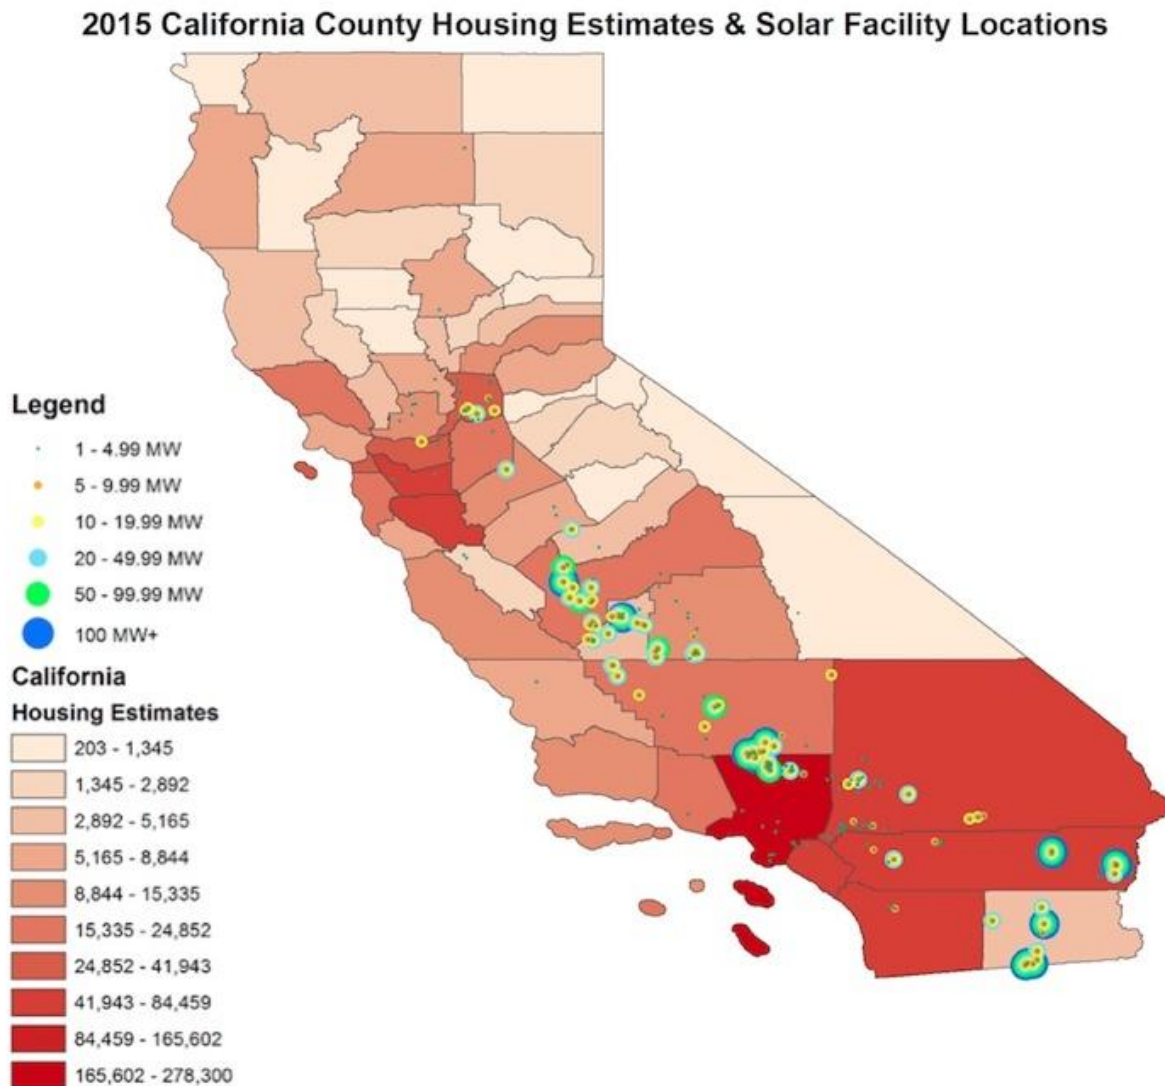 2015 California County Housing Estimates & Solar Facility Locations
Legend
1 - 4.99 MW
5 - 9.99 MW
10 - 19.99 MW
20 - 49.99 MW
50 - 99.99 MW
100 MW+
California
Housing Estimates
203 - 1,345
1,345 - 2,892
2,892 - 5,165
5,165 - 8,844
8,844 - 15,335
15,335 - 24,852
24,852 - 41,943
41,943 - 84,459
84,459 - 165,602
165,602 - 278,300